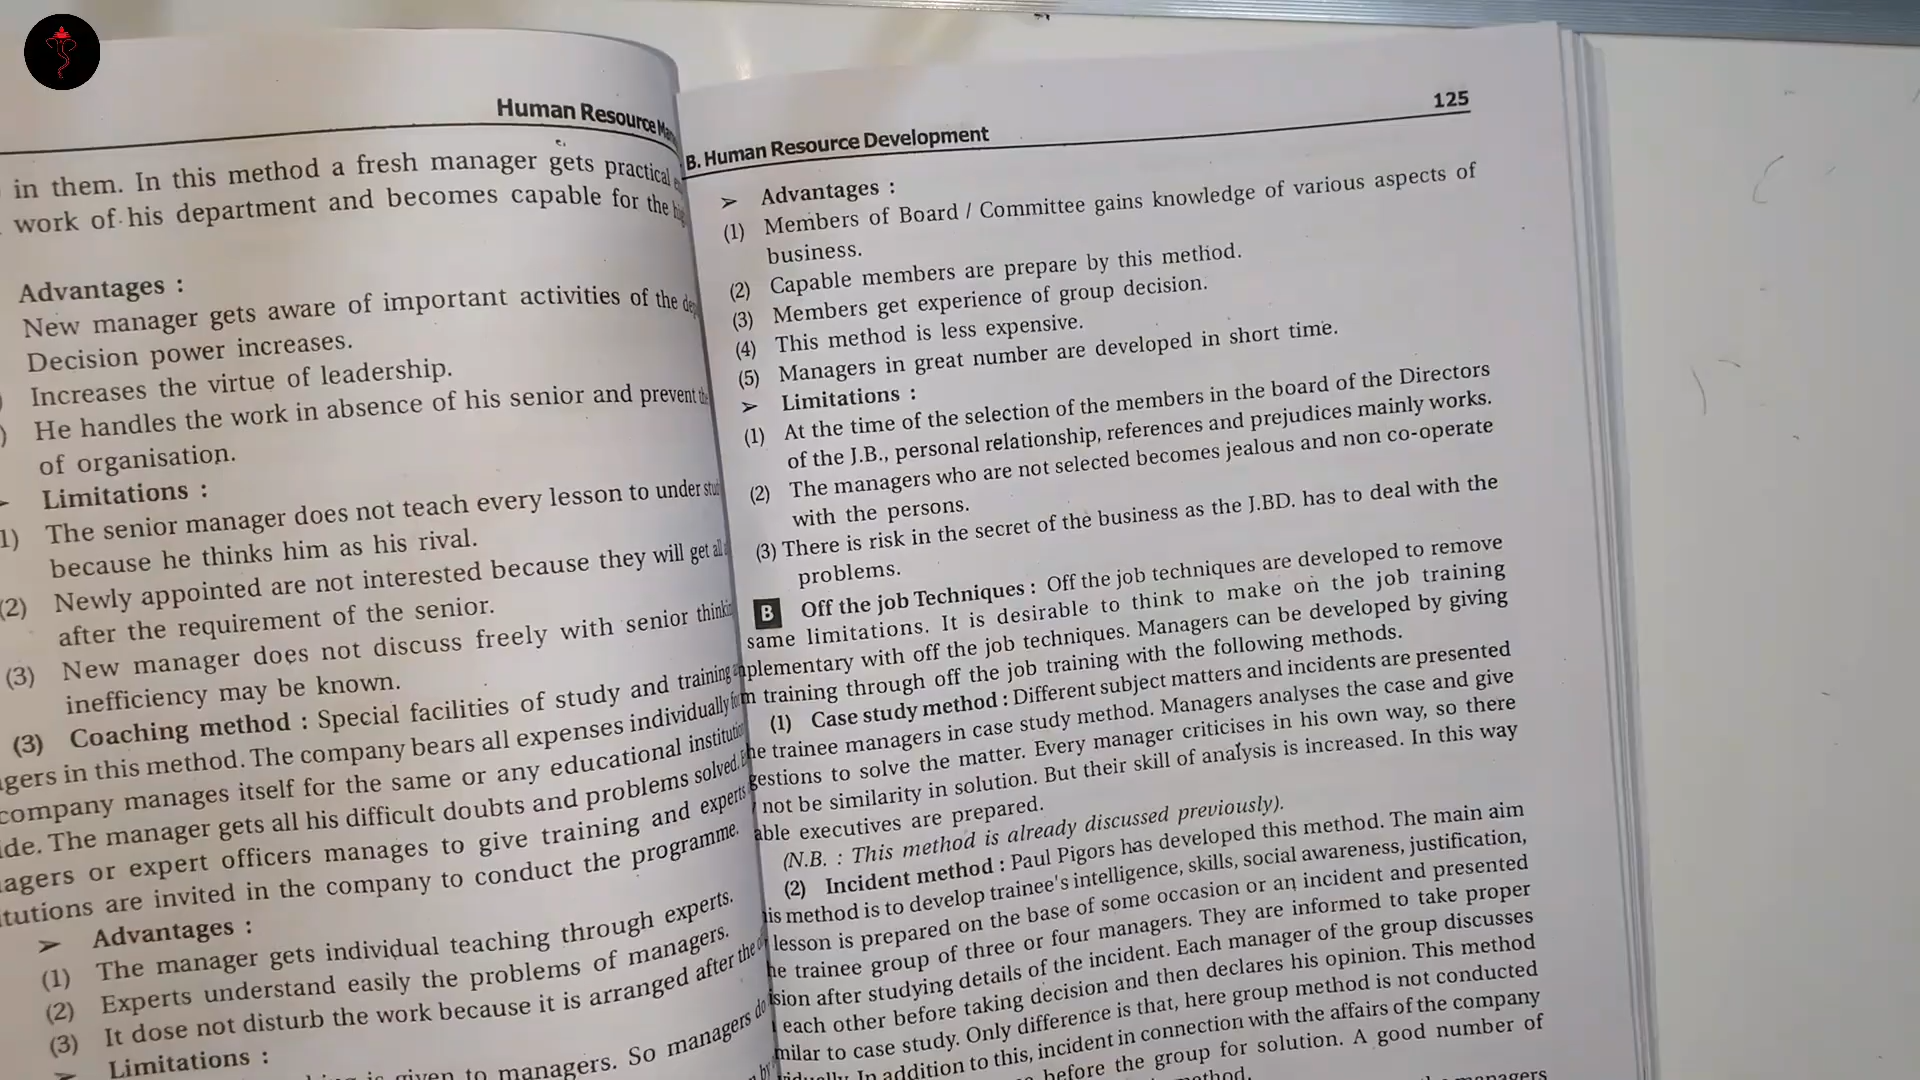 Human Resource
in them. In this method a fresh manager gets practical
work of his department and becomes capable for the
Advantages :
New manager gets aware of important activities of the
Decision power increases.
Increases the virtue of leadership.
He handles the work in absence of his senior and prevent
of organisation.
➢ Limitations :
1) The senior manager does not teach every lesson to under
because he thinks him as his rival.
(2) Newly appointed are not interested because they will get
after the requirement of the senior.
(3) New manager does not discuss freely with senior
inefficiency may be known.
(3) Coaching method : Special facilities of study and training
in this method. The company bears all expenses individually
company manages itself for the same or any educational
The manager gets all his difficult doubts and problems solved.
or expert officers manages to give training and experts
are invited in the company to conduct the programme.
➢ Advantages :
(1) The manager gets individual teaching through experts.
(2) Experts understand easily the problems of managers.
(3) It dose not disturb the work because it is arranged after the
➢ Limitations :
given to managers. So managers do
B. Human Resource Development 125
➢ Advantages :
(1) Members of Board / Committee gains knowledge of various aspects of
business.
(2) Capable members are prepare by this method.
(3) Members get experience of group decision.
(4) This method is less expensive.
(5) Managers in great number are developed in short time.
➢ Limitations :
(1) At the time of the selection of the members in the board of the Directors
of the J.B., personal relationship, references and prejudices mainly works.
(2) The managers who are not selected becomes jealous and non co-operate
with the persons.
(3) There is risk in the secret of the business as the J.BD. has to deal with the
problems.
B Off the job Techniques : Off the job techniques are developed to remove
same limitations. It is desirable to think to make on the job training
with off the job techniques. Managers can be developed by giving
training through off the job training with the following methods.
(1) Case study method : Different subject matters and incidents are presented
trainee managers in case study method. Managers analyses the case and give
to solve the matter. Every manager criticises in his own way, so there
not be similarity in solution. But their skill of analysis is increased. In this way
executives are prepared.
(N.B. : This method is already discussed previously).
(2) Incident method : Paul Pigors has developed this method. The main aim
method is to develop trainee's intelligence, skills, social awareness, justification,
lesson is prepared on the base of some occasion or an incident and presented
trainee group of three or four managers. They are informed to take proper
after studying details of the incident. Each manager of the group discusses
each other before taking decision and then declares his opinion. This method
to case study. Only difference is that, here group method is not conducted
In addition to this, incident in connection with the affairs of the company
before the group for solution. A good number of
managers